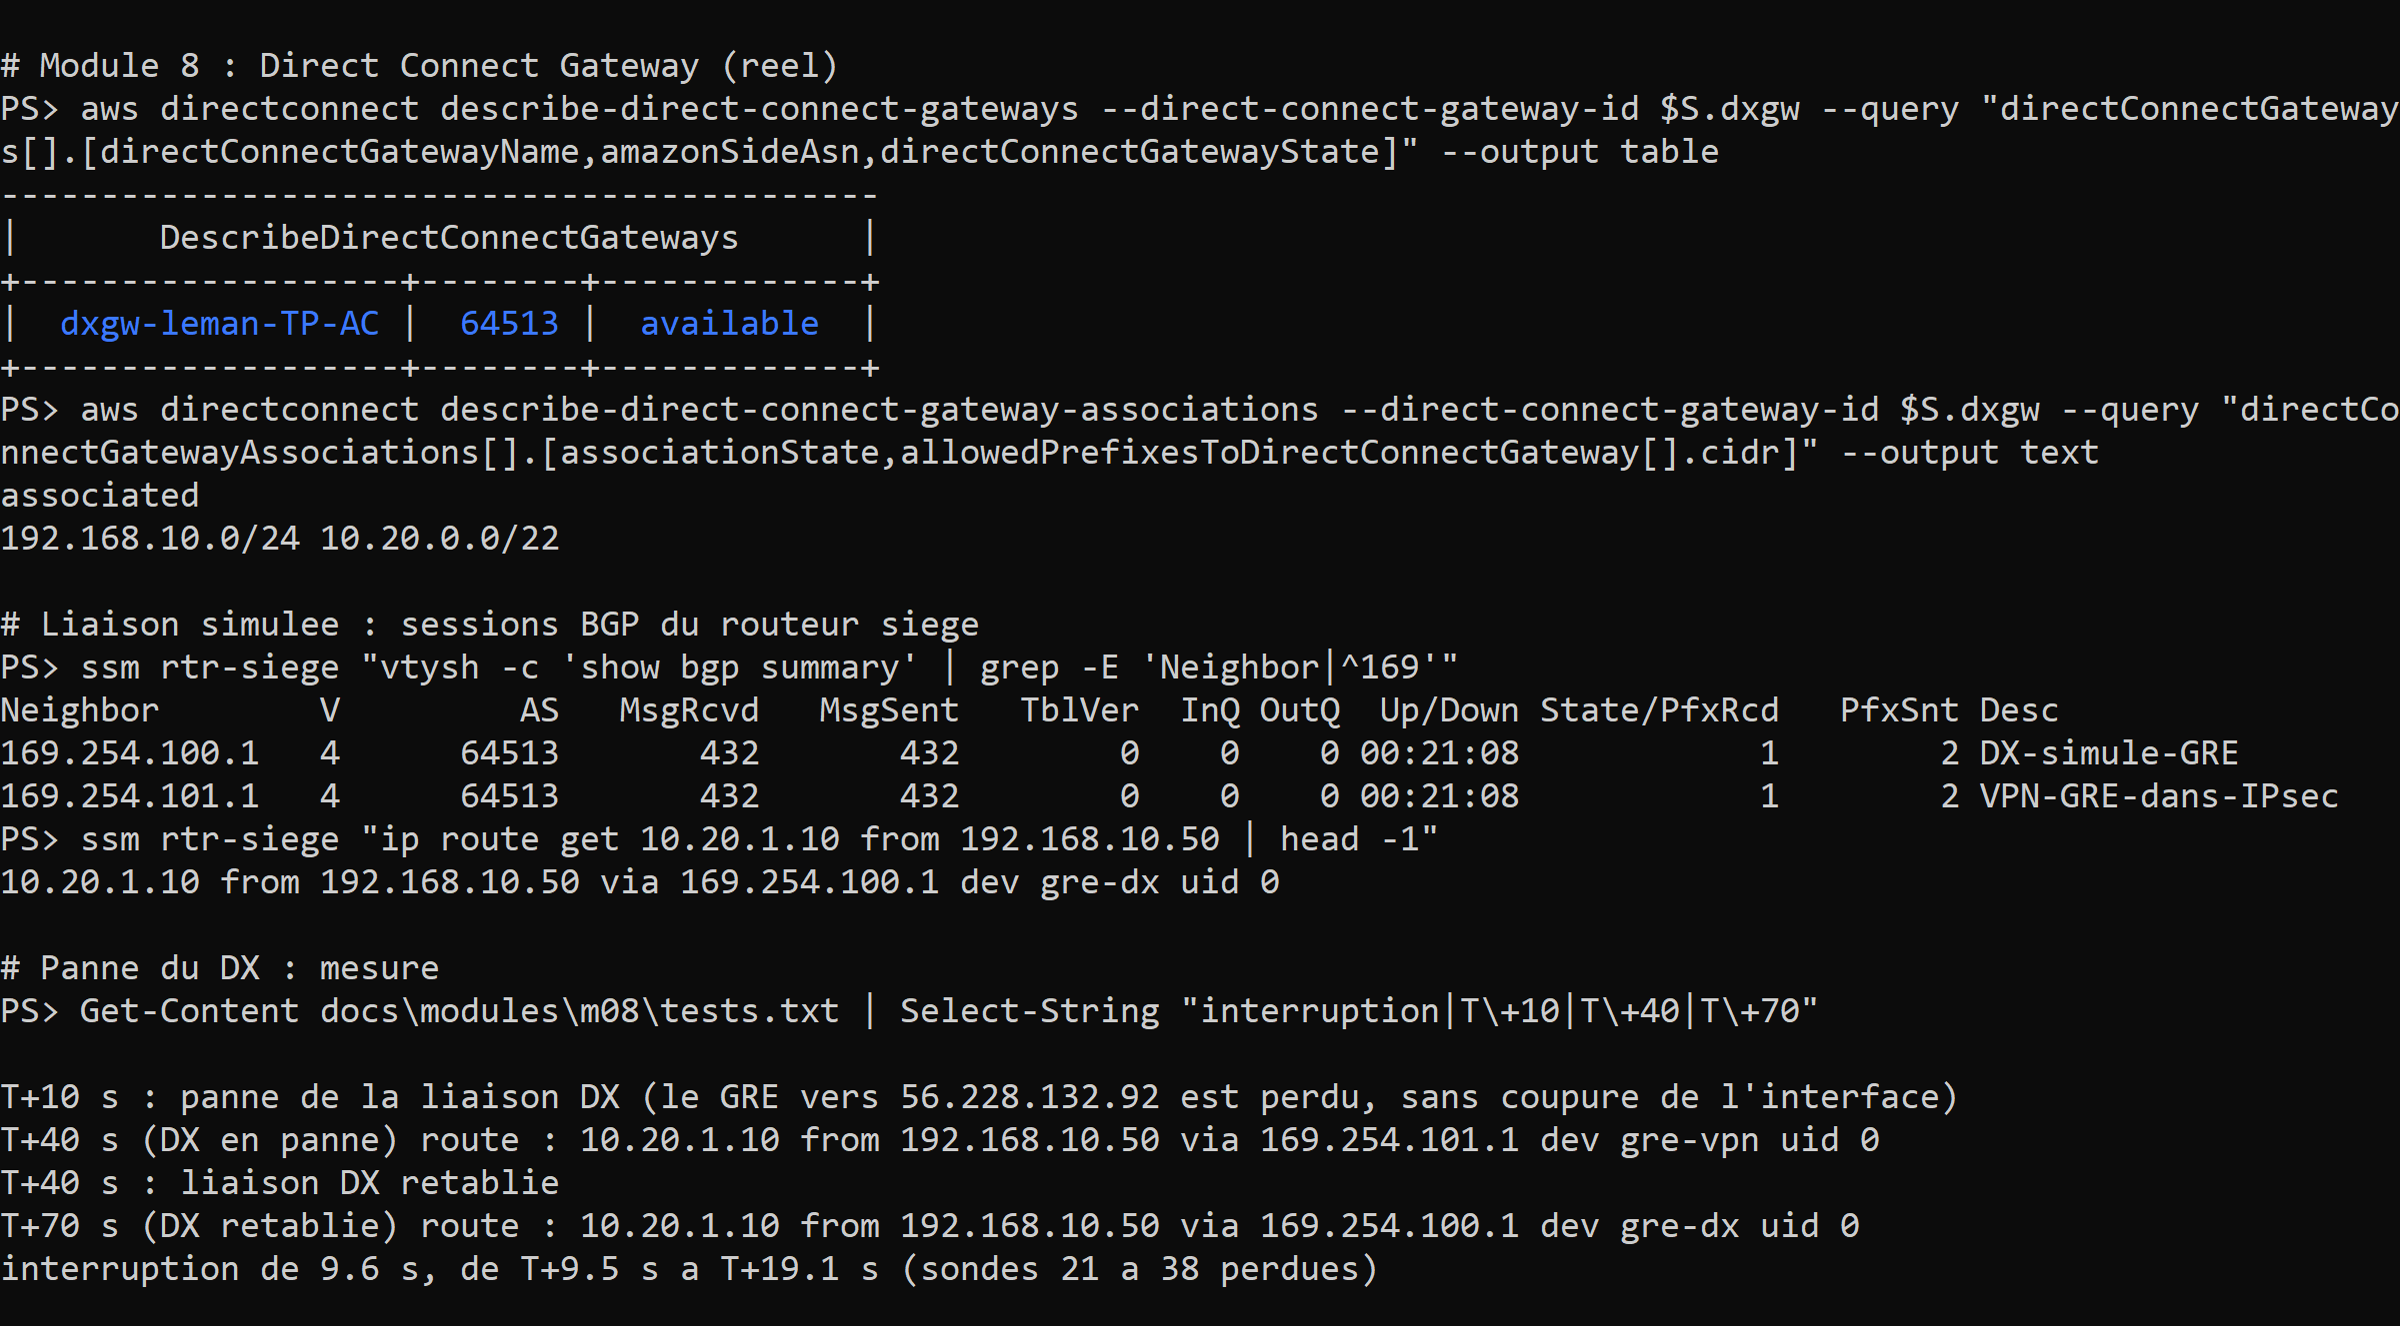 # Module 8 : Direct Connect Gateway (reel)
PS> aws directconnect describe-direct-connect-gateways --direct-connect-gateway-id $S.dxgw --query "directConnectGateway
s[].[directConnectGatewayName,amazonSideAsn,directConnectGatewayState]" --output table
--------------------------------------------
|       DescribeDirectConnectGateways      |
+-------------------+--------+-------------+
|  dxgw-leman-TP-AC |  64513 |  available  |
+-------------------+--------+-------------+
PS> aws directconnect describe-direct-connect-gateway-associations --direct-connect-gateway-id $S.dxgw --query "directCo
nnectGatewayAssociations[].[associationState,allowedPrefixesToDirectConnectGateway[].cidr]" --output text
associated
192.168.10.0/24 10.20.0.0/22
# Liaison simulee : sessions BGP du routeur siege
PS> ssm rtr-siege "vtysh -c 'show bgp summary' | grep -E 'Neighbor|^169'"
Neighbor        V         AS   MsgRcvd   MsgSent   TblVer  InQ OutQ  Up/Down State/PfxRcd   PfxSnt Desc
169.254.100.1   4      64513       432       432        0    0    0 00:21:08            1        2 DX-simule-GRE
169.254.101.1   4      64513       432       432        0    0    0 00:21:08            1        2 VPN-GRE-dans-IPsec
PS> ssm rtr-siege "ip route get 10.20.1.10 from 192.168.10.50 | head -1"
10.20.1.10 from 192.168.10.50 via 169.254.100.1 dev gre-dx uid 0
# Panne du DX : mesure
PS> Get-Content docs\modules\m08\tests.txt | Select-String "interruption|T\+10|T\+40|T\+70"
T+10 s : panne de la liaison DX (le GRE vers 56.228.132.92 est perdu, sans coupure de l'interface)
T+40 s (DX en panne) route : 10.20.1.10 from 192.168.10.50 via 169.254.101.1 dev gre-vpn uid 0
T+40 s : liaison DX retablie
T+70 s (DX retablie) route : 10.20.1.10 from 192.168.10.50 via 169.254.100.1 dev gre-dx uid 0
interruption de 9.6 s, de T+9.5 s a T+19.1 s (sondes 21 a 38 perdues)